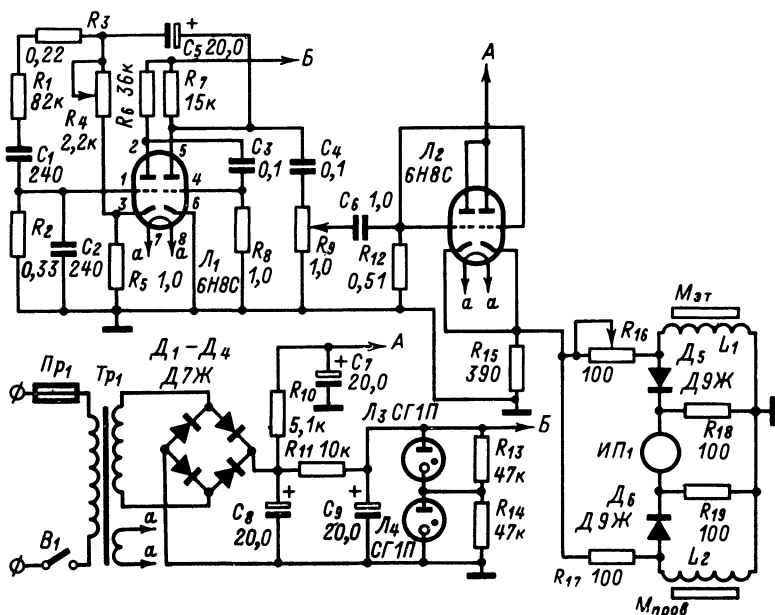 R3
0,22
+
C5 20,0
А
Б
R1
82к
R4
2,2к
R6 36к
R7
15к
C1
240
2
5
C3
0,1
C4
0,1
Л2
6Н8С
1
4
C6 1,0
3
6
R2
0,33
C2
240
7
8
а
а
R5 1,0
Л1
6Н8С
R8
1,0
R9
1,0
R12
0,51
а
а
Mэт
R16
100
L1
Д5
Д9Ж
R15
390
Пр1
Тр1
Д1–Д4
Д7Ж
А
+
C7
20,0
R10
5,1к
Л3 СГ1П
Б
R11 10к
R13
47к
R18
100
ИП1
+
C8
20,0
+
C9
20,0
Л4
СГ1П
R14
47к
Д6
Д9Ж
R19
100
В1
а
а
R17 100
L2
Mпров